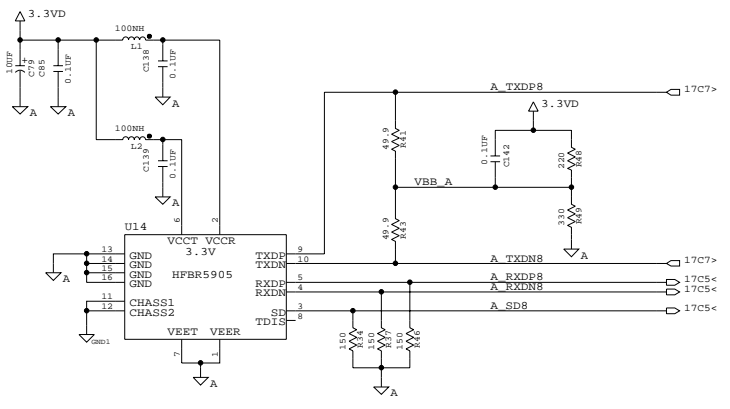 3.3VD
100NH
L1
10UF
+
C79
C85
0.1UF
C138
0.1UF
A
A
A
100NH
L2
C139
0.1UF
A
A_TXDP8
17C7>
3.3VD
49.9
R41
0.1UF
C142
220
R48
VBB_A
49.9
R43
330
R49
A
U14
6
2
VCCT VCCR
3.3V
HFBR5905
13
GND
14
GND
15
GND
16
GND
A
11
CHASS1
12
CHASS2
GND1
TXDP
9
TXDN
10
A_TXDN8
17C7>
RXDP
5
A_RXDP8
17C5<
RXDN
4
A_RXDN8
17C5<
SD
3
A_SD8
17C5<
TDIS
8
VEET VEER
7
1
A
150
R34
150
R37
150
R46
A